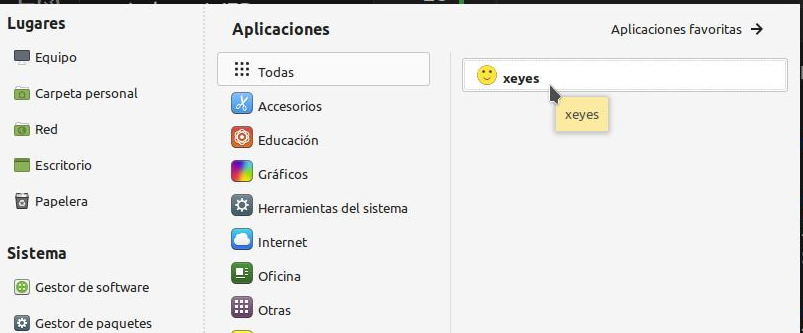 Lugares
Equipo
Carpeta personal
Red
Escritorio
Papelera
Sistema
Gestor de software
Gestor de paquetes
Aplicaciones
Aplicaciones favoritas
Todas
Accesorios
Educación
Gráficos
Herramientas del sistema
Internet
Oficina
Otras
xeyes
xeyes